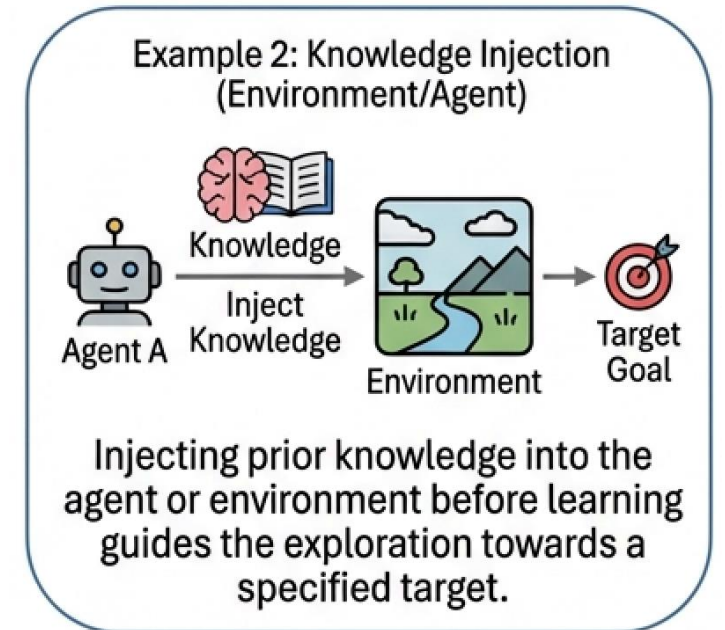 Example 2: Knowledge Injection
(Environment/Agent)
Knowledge
Inject
Knowledge
Agent A
Environment
Target
Goal
Injecting prior knowledge into the
agent or environment before learning
guides the exploration towards a
specified target.